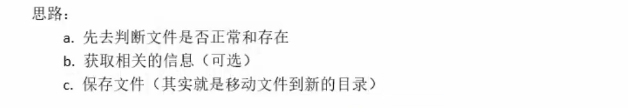 思路：
a. 先去判断文件是否正常和存在
b. 获取相关的信息（可选）
c. 保存文件（其实就是移动文件到新的目录）